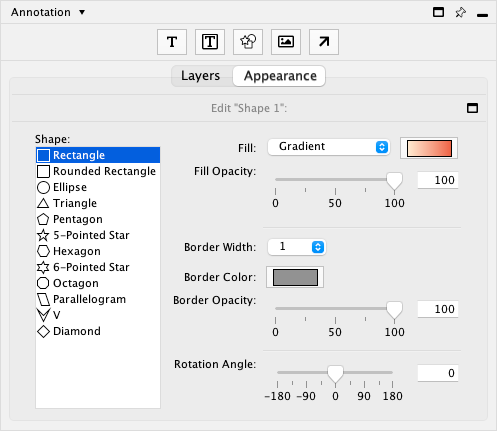 Annotation
T T
Layers Appearance
Edit "Shape 1":
Shape:
Rectangle
Rounded Rectangle
Ellipse
Triangle
Pentagon
5-Pointed Star
Hexagon
6-Pointed Star
Octagon
Parallelogram
V
Diamond
Fill: Gradient
Fill Opacity: 100
0 50 100
Border Width: 1
Border Color:
Border Opacity: 100
0 50 100
Rotation Angle: 0
-180 -90 0 90 180